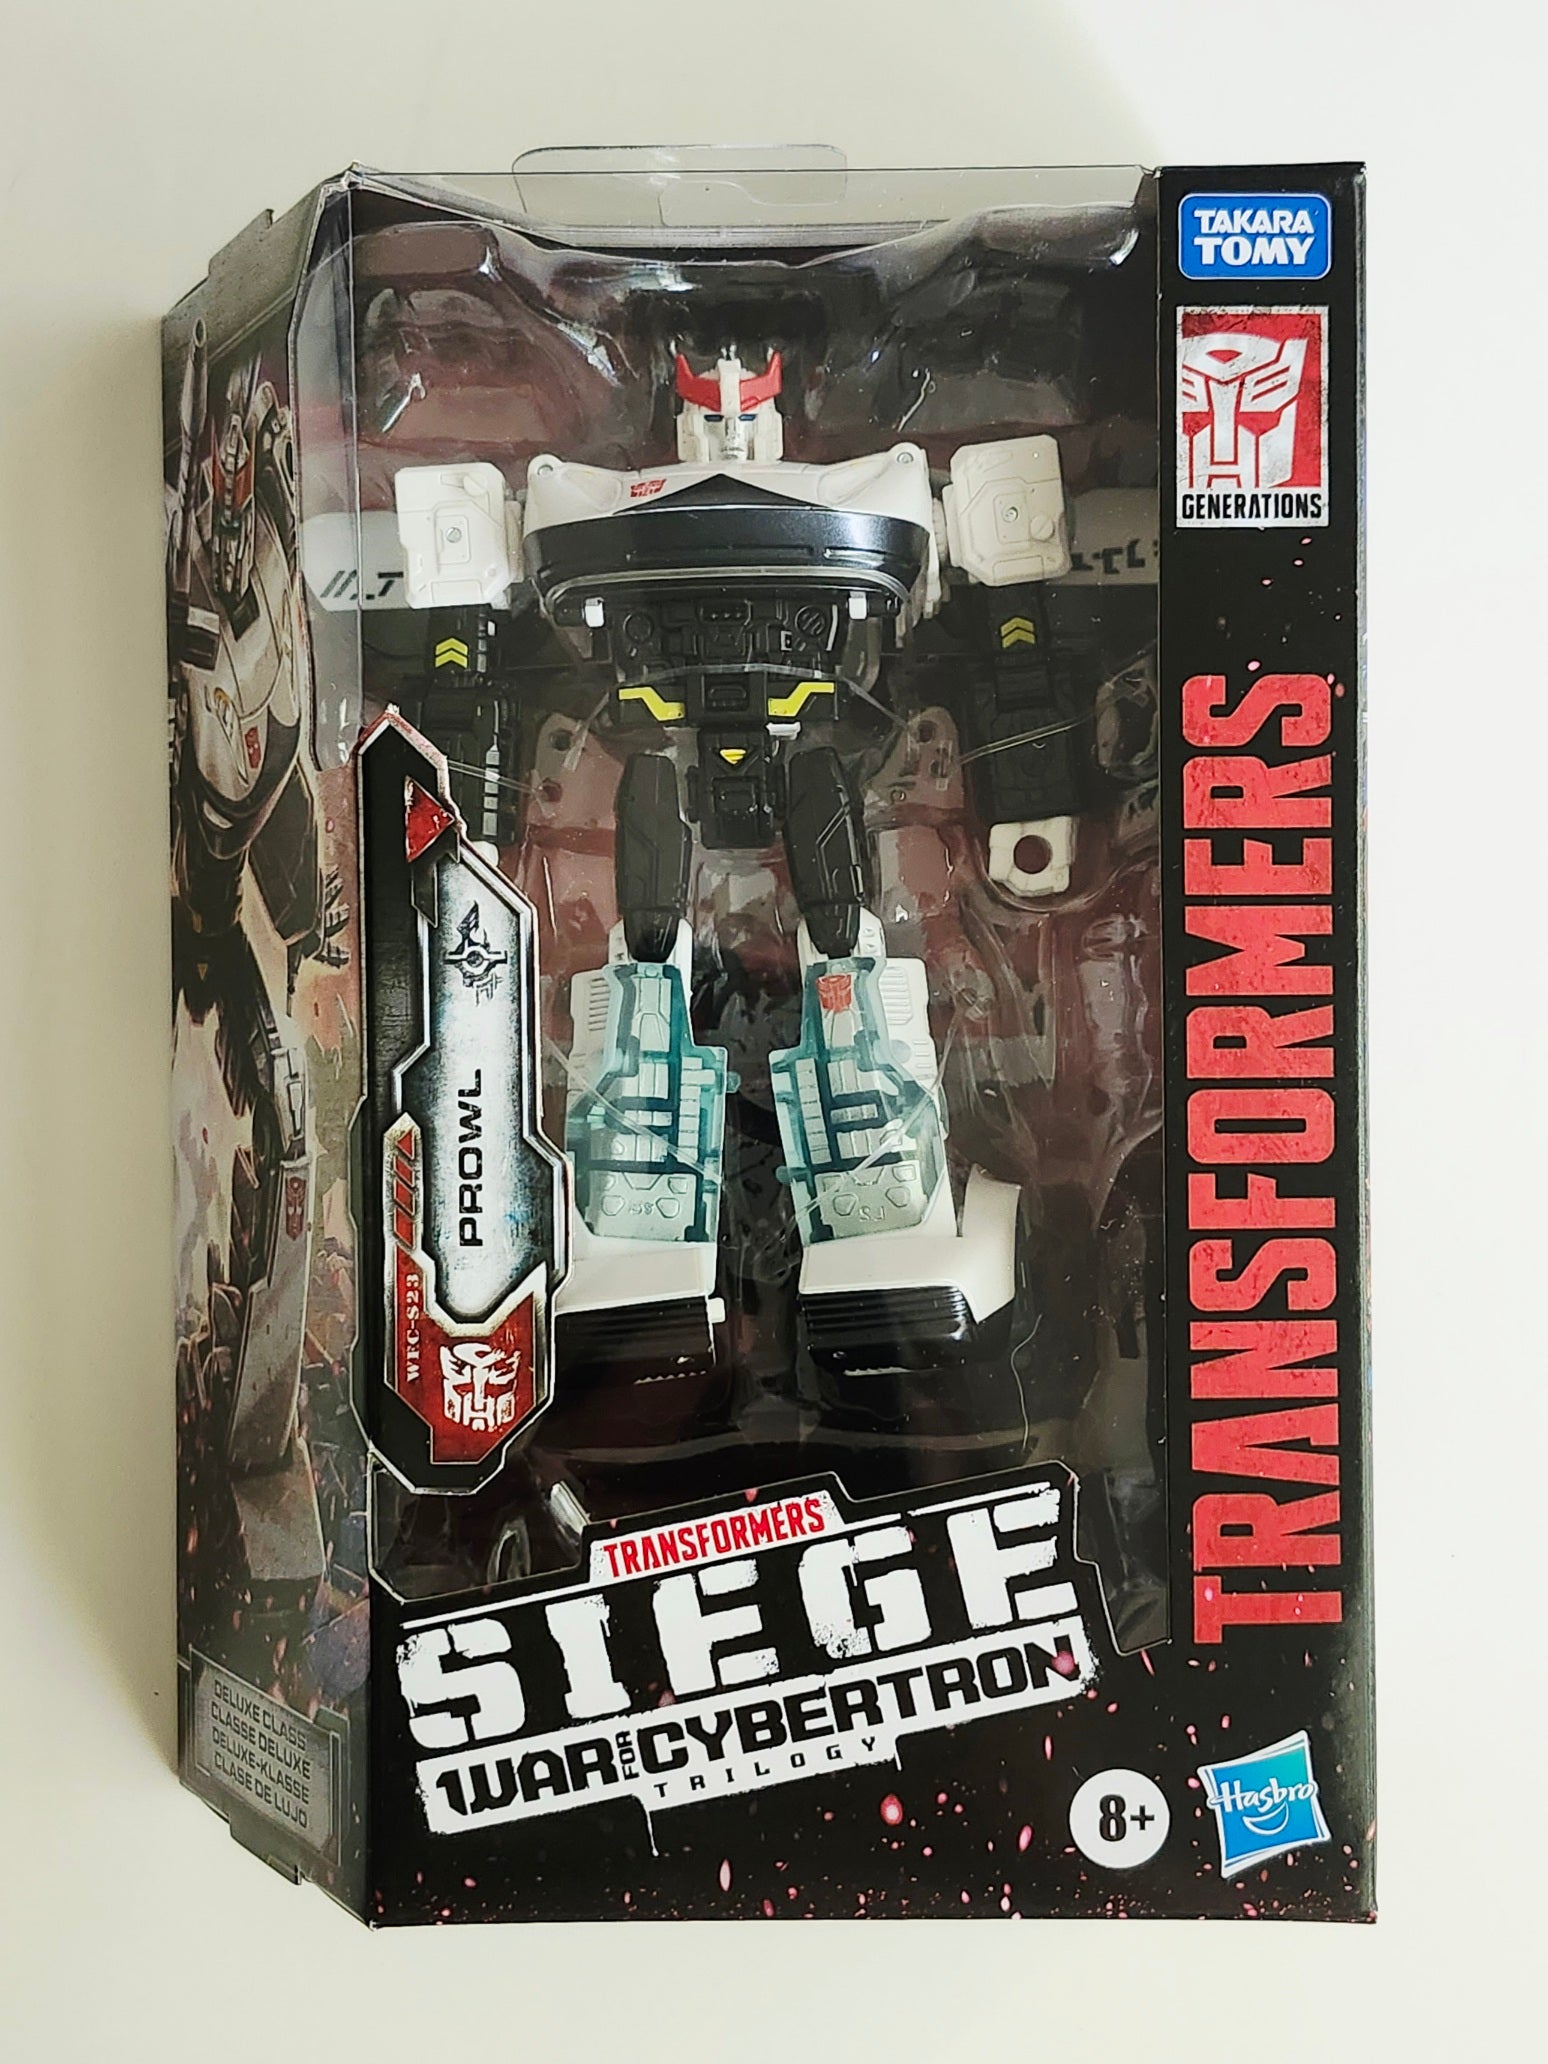 TAKARA
TOMY
GENERATIONS
TRANSFORMERS
PROWL
WFC-S23
TRANSFORMERS
SIEGE
WAR FOR CYBERTRON
TRILOGY
DELUXE CLASS
CLASSE DELUXE
DELUXE-KLASSE
CLASE DE LUJO
8+
Hasbro